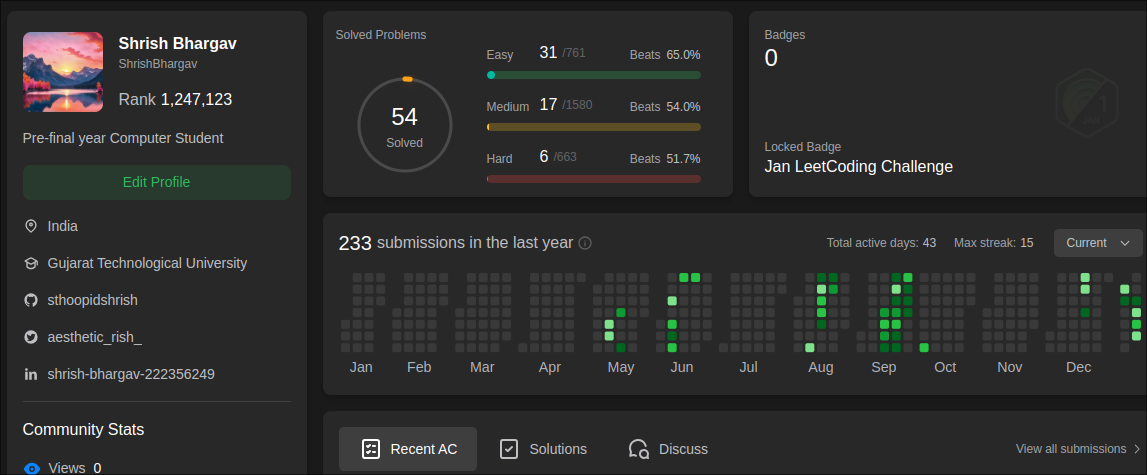 Shrish Bhargav
ShrishBhargav
Rank 1,247,123
Pre-final year Computer Student
Edit Profile
India
Gujarat Technological University
sthoopidshrish
aesthetic_rish_
shrish-bhargav-222356249
Community Stats
Views 0
Solved Problems
54
Solved
Easy 31 /761 Beats 65.0%
Medium 17 /1580 Beats 54.0%
Hard 6 /663 Beats 51.7%
Badges
0
Locked Badge
Jan LeetCoding Challenge
233 submissions in the last year
Total active days: 43 Max streak: 15 Current
Jan Feb Mar Apr May Jun Jul Aug Sep Oct Nov Dec
Recent AC Solutions Discuss View all submissions